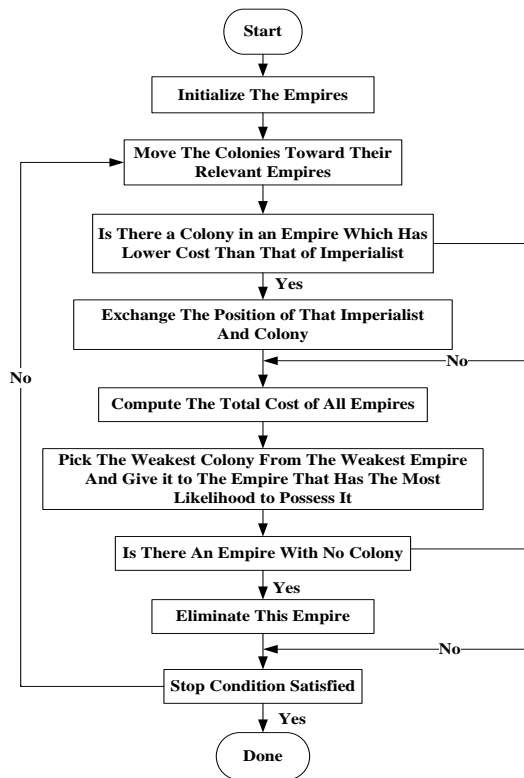 Start
Initialize The Empires
Move The Colonies Toward Their
Relevant Empires
Is There a Colony in an Empire Which Has
Lower Cost Than That of Imperialist
Yes
Exchange The Position of That Imperialist
And Colony
No
No
Compute The Total Cost of All Empires
Pick The Weakest Colony From The Weakest Empire
And Give it to The Empire That Has The Most
Likelihood to Possess It
Is There An Empire With No Colony
Yes
Eliminate This Empire
No
Stop Condition Satisfied
Yes
Done